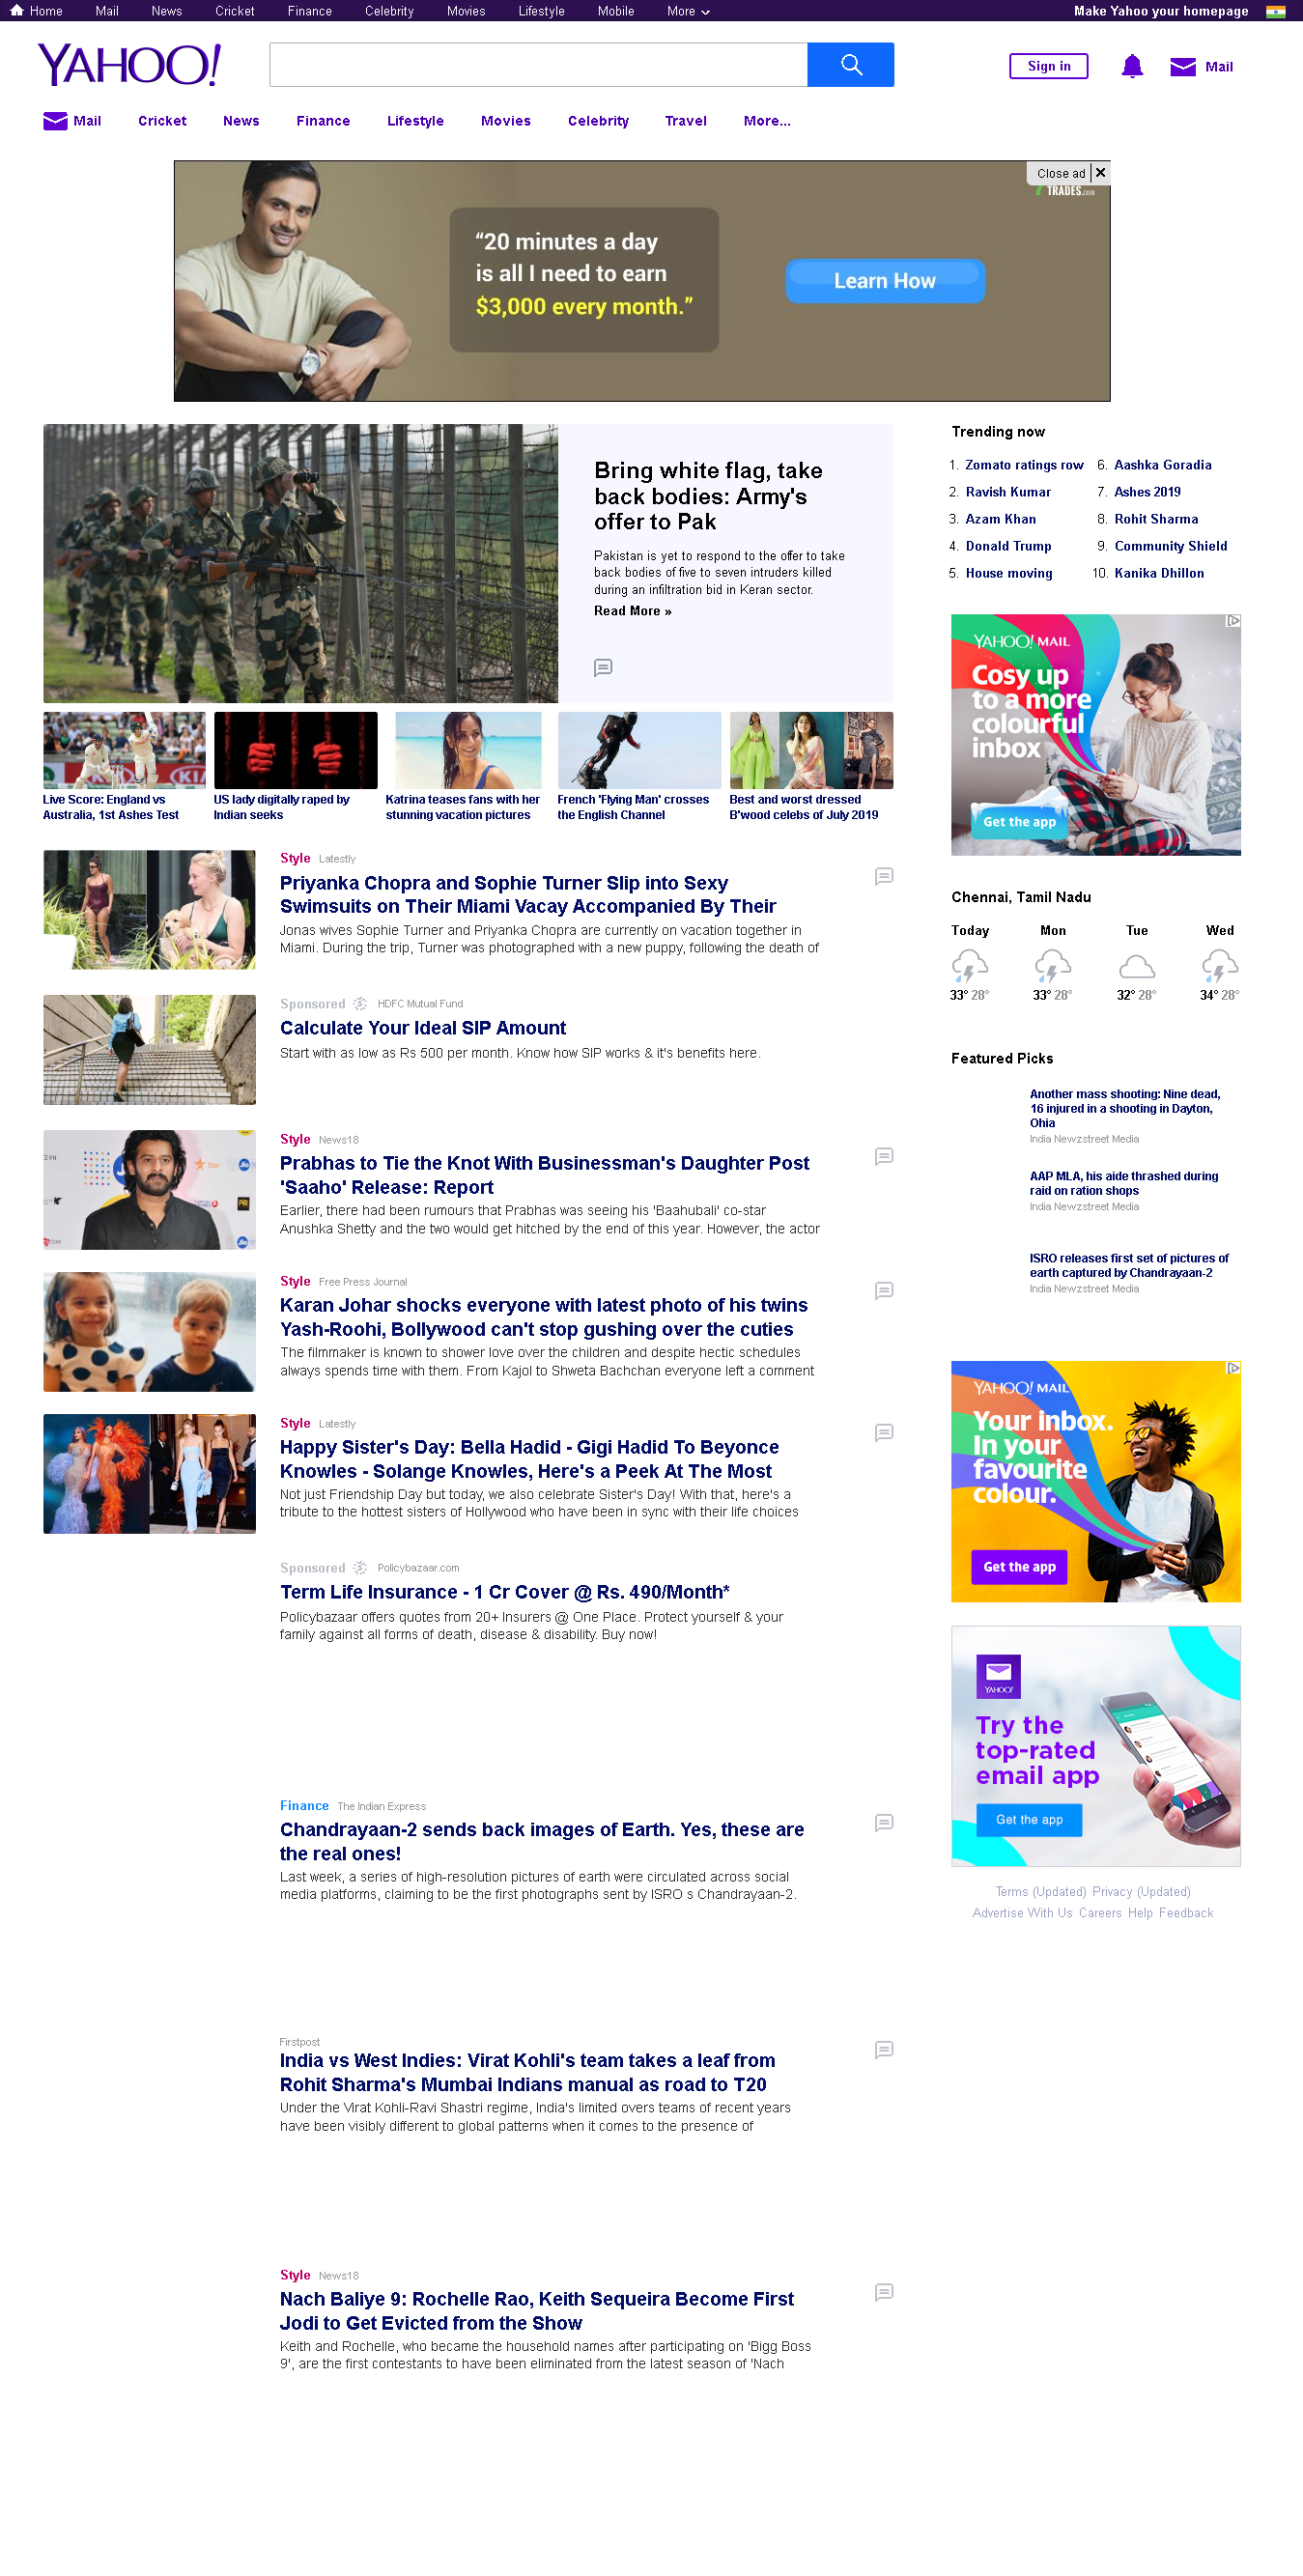 Home Mail News Cricket Finance Celebrity Movies Lifestyle Mobile More Make Yahoo your homepage
YAHOO!
Sign in Mail
Mail Cricket News Finance Lifestyle Movies Celebrity Travel More...
Close ad
TRADES.com
“20 minutes a day
is all I need to earn
$3,000 every month.”
Learn How
Bring white flag, take
back bodies: Army's
offer to Pak
Pakistan is yet to respond to the offer to take
back bodies of five to seven intruders killed
during an infiltration bid in Keran sector.
Read More »
Live Score: England vs
Australia, 1st Ashes Test
US lady digitally raped by
Indian seeks
Katrina teases fans with her
stunning vacation pictures
French 'Flying Man' crosses
the English Channel
Best and worst dressed
B'wood celebs of July 2019
Style Latestly
Priyanka Chopra and Sophie Turner Slip into Sexy
Swimsuits on Their Miami Vacay Accompanied By Their
Jonas wives Sophie Turner and Priyanka Chopra are currently on vacation together in
Miami. During the trip, Turner was photographed with a new puppy, following the death of
Sponsored HDFC Mutual Fund
Calculate Your Ideal SIP Amount
Start with as low as Rs 500 per month. Know how SIP works & it's benefits here.
Style News18
Prabhas to Tie the Knot With Businessman's Daughter Post
'Saaho' Release: Report
Earlier, there had been rumours that Prabhas was seeing his 'Baahubali' co-star
Anushka Shetty and the two would get hitched by the end of this year. However, the actor
Style Free Press Journal
Karan Johar shocks everyone with latest photo of his twins
Yash-Roohi, Bollywood can't stop gushing over the cuties
The filmmaker is known to shower love over the children and despite hectic schedules
always spends time with them. From Kajol to Shweta Bachchan everyone left a comment
Style Latestly
Happy Sister's Day: Bella Hadid - Gigi Hadid To Beyonce
Knowles - Solange Knowles, Here's a Peek At The Most
Not just Friendship Day but today, we also celebrate Sister's Day! With that, here's a
tribute to the hottest sisters of Hollywood who have been in sync with their life choices
Sponsored Policybazaar.com
Term Life Insurance - 1 Cr Cover @ Rs. 490/Month*
Policybazaar offers quotes from 20+ Insurers @ One Place. Protect yourself & your
family against all forms of death, disease & disability. Buy now!
Finance The Indian Express
Chandrayaan-2 sends back images of Earth. Yes, these are
the real ones!
Last week, a series of high-resolution pictures of earth were circulated across social
media platforms, claiming to be the first photographs sent by ISRO s Chandrayaan-2.
Firstpost
India vs West Indies: Virat Kohli's team takes a leaf from
Rohit Sharma's Mumbai Indians manual as road to T20
Under the Virat Kohli-Ravi Shastri regime, India's limited overs teams of recent years
have been visibly different to global patterns when it comes to the presence of
Style News18
Nach Baliye 9: Rochelle Rao, Keith Sequeira Become First
Jodi to Get Evicted from the Show
Keith and Rochelle, who became the household names after participating on 'Bigg Boss
9', are the first contestants to have been eliminated from the latest season of 'Nach
Trending now
1. Zomato ratings row 6. Aashka Goradia
2. Ravish Kumar 7. Ashes 2019
3. Azam Khan 8. Rohit Sharma
4. Donald Trump 9. Community Shield
5. House moving 10. Kanika Dhillon
YAHOO! MAIL
Cosy up
to a more
colourful
inbox
Get the app
Chennai, Tamil Nadu
Today Mon Tue Wed
33° 28° 33° 28° 32° 28° 34° 28°
Featured Picks
Another mass shooting: Nine dead,
16 injured in a shooting in Dayton,
Ohia
India Newzstreet Media
AAP MLA, his aide thrashed during
raid on ration shops
India Newzstreet Media
ISRO releases first set of pictures of
earth captured by Chandrayaan-2
India Newzstreet Media
YAHOO! MAIL
Your inbox.
In your
favourite
colour.
Get the app
YAHOO!
Try the
top-rated
email app
Get the app
Terms (Updated) Privacy (Updated)
Advertise With Us Careers Help Feedback